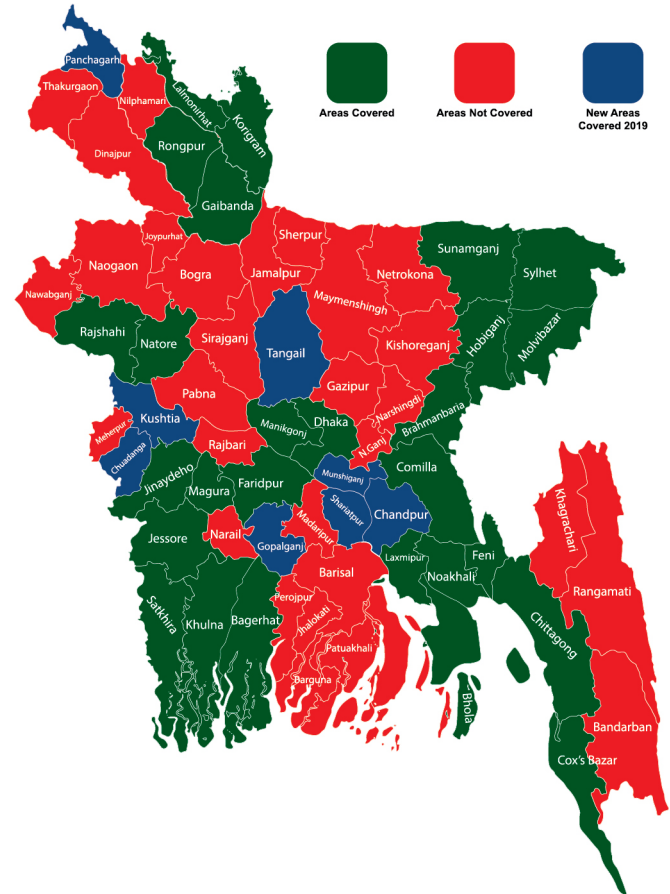 Areas Covered
Areas Not Covered
New Areas
Covered 2019
Panchagarh
Thakurgaon
Nilphamari
Lalmonirhat
Korigram
Dinajpur
Rongpur
Gaibanda
Joypurhat
Sherpur
Sunamganj
Sylhet
Naogaon
Bogra
Jamalpur
Netrokona
Nawabganj
Maymenshingh
Rajshahi
Natore
Sirajganj
Tangail
Kishoreganj
Hobiganj
Molvibazar
Pabna
Gazipur
Narshingdi
Kushtia
Meherpur
Manikgonj
Dhaka
Brahmanbaria
Rajbari
N.Ganj
Chuadanga
Comilla
Jinaydeho
Magura
Faridpur
Munshiganj
Shariatpur
Chandpur
Khagrachari
Jessore
Narail
Gopalganj
Madaripur
Laxmipur
Feni
Barisal
Noakhali
Rangamati
Satkhira
Khulna
Bagerhat
Perojpur
Jhalokati
Chittagong
Patuakhali
Barguna
Bhola
Bandarban
Cox's Bazar